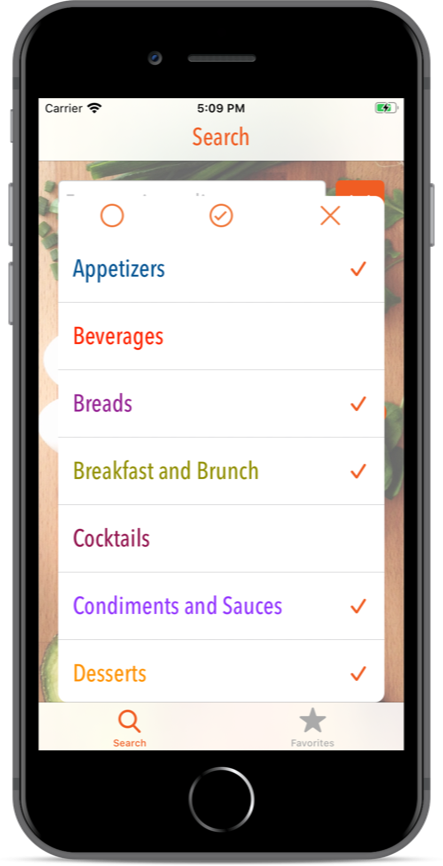 Carrier 5:09 PM
Search
Appetizers
Beverages
Breads
Breakfast and Brunch
Cocktails
Condiments and Sauces
Desserts
Search Favorites